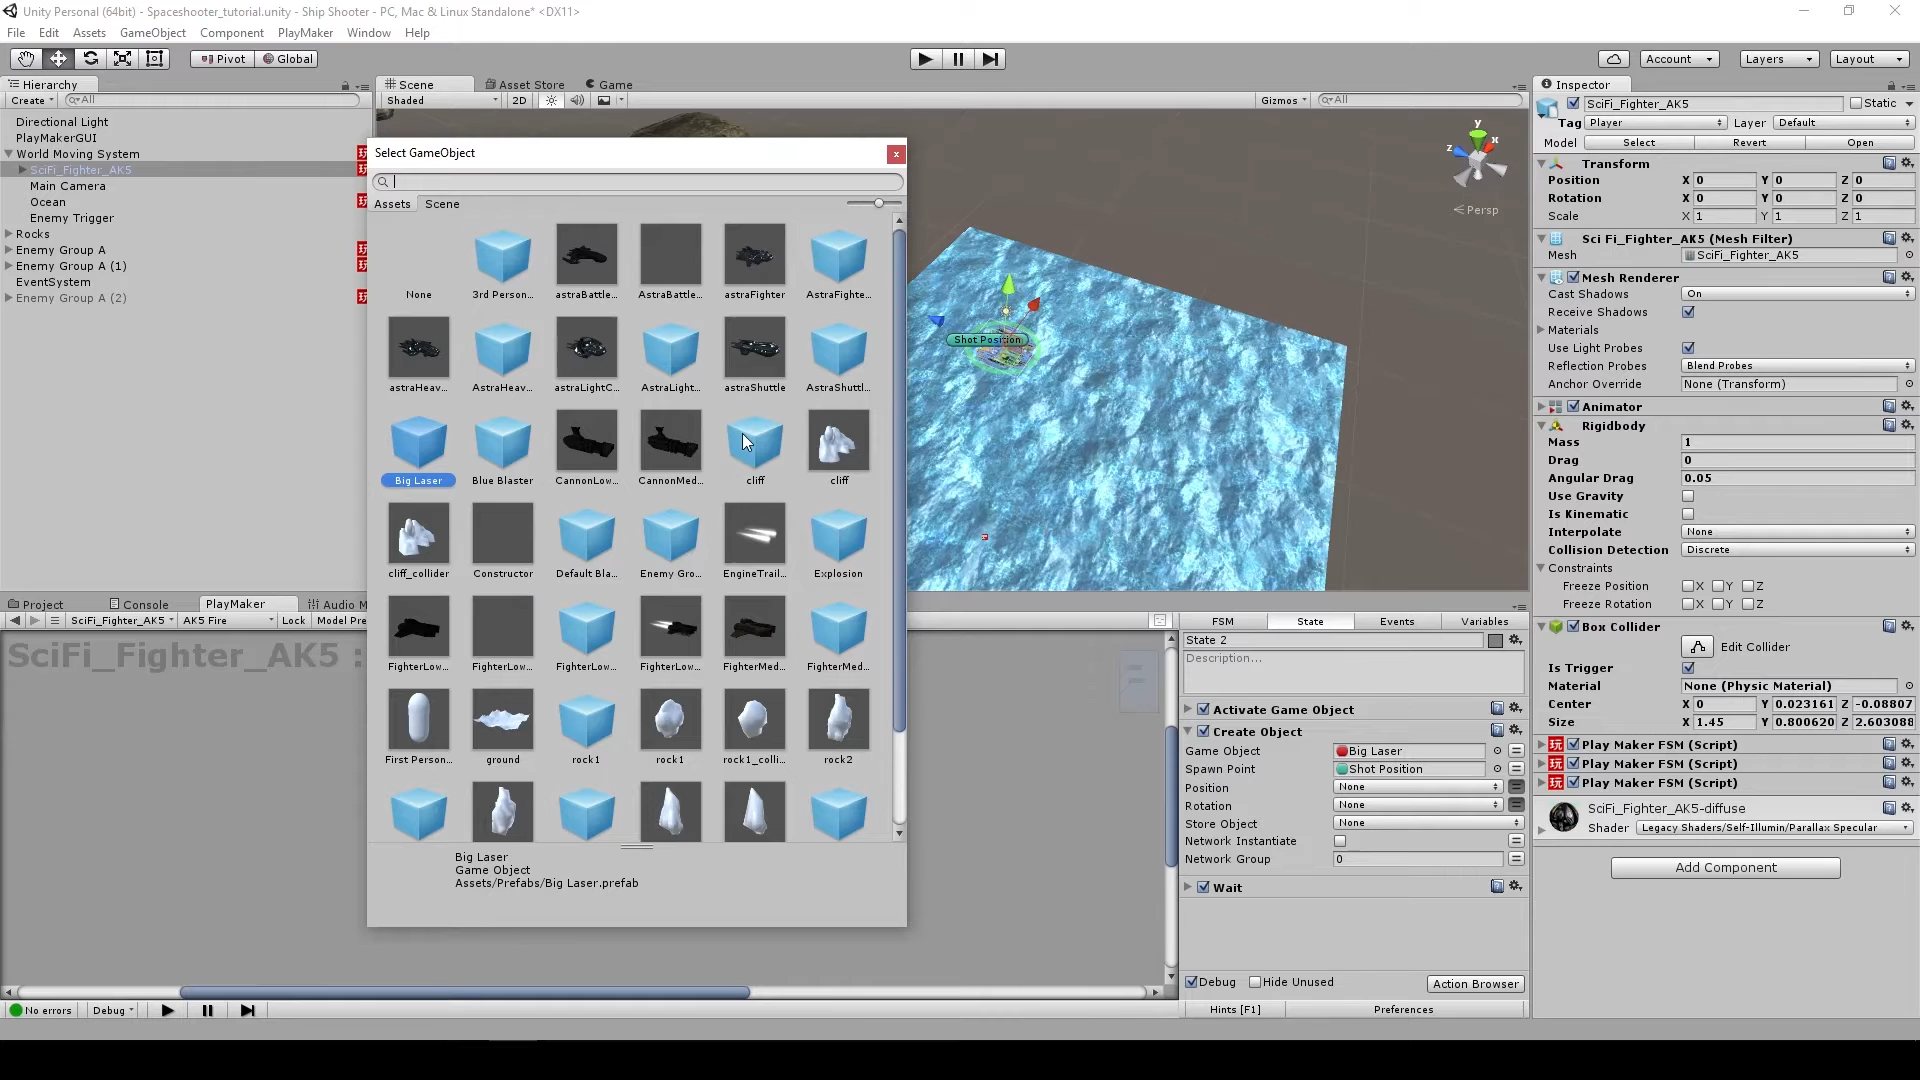 Unity Personal (64bit) - Spaceshooter_tutorial.unity - Ship Shooter - PC, Mac & Linux Standalone* <DX11>
File Edit Assets GameObject Component PlayMaker Window Help
Pivot Global Account Layers Layout
Hierarchy
Create All
Directional Light
PlayMakerGUI
World Moving System
SciFi_Fighter_AK5
Main Camera
Ocean
Enemy Trigger
Rocks
Enemy Group A
Enemy Group A (1)
EventSystem
Enemy Group A (2)
Scene Asset Store Game
Shaded 2D Gizmos All
Select GameObject
Assets Scene
None 3rd Person... astraBattle... AstraBattle... astraFighter AstraFighte...
astraHeav... AstraHeav... astraLightC... AstraLight... astraShuttle AstraShuttl...
Big Laser Blue Blaster CannonLow... CannonMed... cliff cliff
cliff_collider Constructor Default Bla... Enemy Gro... EngineTrail... Explosion
FighterLow... FighterLow... FighterLow... FighterLow... FighterMed... FighterMed...
First Person... ground rock1 rock1 rock1_colli... rock2
Big Laser
Game Object
Assets/Prefabs/Big Laser.prefab
y
x
z
Persp
Shot Position
Project Console PlayMaker Audio M
SciFi_Fighter_AK5 AK5 Fire Lock Model Pre
SciFi_Fighter_AK5 :
No errors Debug
FSM State Events Variables
State 2
Description...
Activate Game Object
Create Object
Game Object Big Laser
Spawn Point Shot Position
Position None
Rotation None
Store Object None
Network Instantiate
Network Group 0
Wait
Debug Hide Unused Action Browser
Hints [F1] Preferences
Inspector
SciFi_Fighter_AK5 Static
Tag Player Layer Default
Model Select Revert Open
Transform
Position X 0 Y 0 Z 0
Rotation X 0 Y 0 Z 0
Scale X 1 Y 1 Z 1
Sci Fi_Fighter_AK5 (Mesh Filter)
Mesh SciFi_Fighter_AK5
Mesh Renderer
Cast Shadows On
Receive Shadows
Materials
Use Light Probes
Reflection Probes Blend Probes
Anchor Override None (Transform)
Animator
Rigidbody
Mass 1
Drag 0
Angular Drag 0.05
Use Gravity
Is Kinematic
Interpolate None
Collision Detection Discrete
Constraints
Freeze Position X Y Z
Freeze Rotation X Y Z
Box Collider
Edit Collider
Is Trigger
Material None (Physic Material)
Center X 0 Y 0.023161 Z -0.08807
Size X 1.45 Y 0.800620 Z 2.603088
Play Maker FSM (Script)
Play Maker FSM (Script)
Play Maker FSM (Script)
SciFi_Fighter_AK5-diffuse
Shader Legacy Shaders/Self-Illumin/Parallax Specular
Add Component